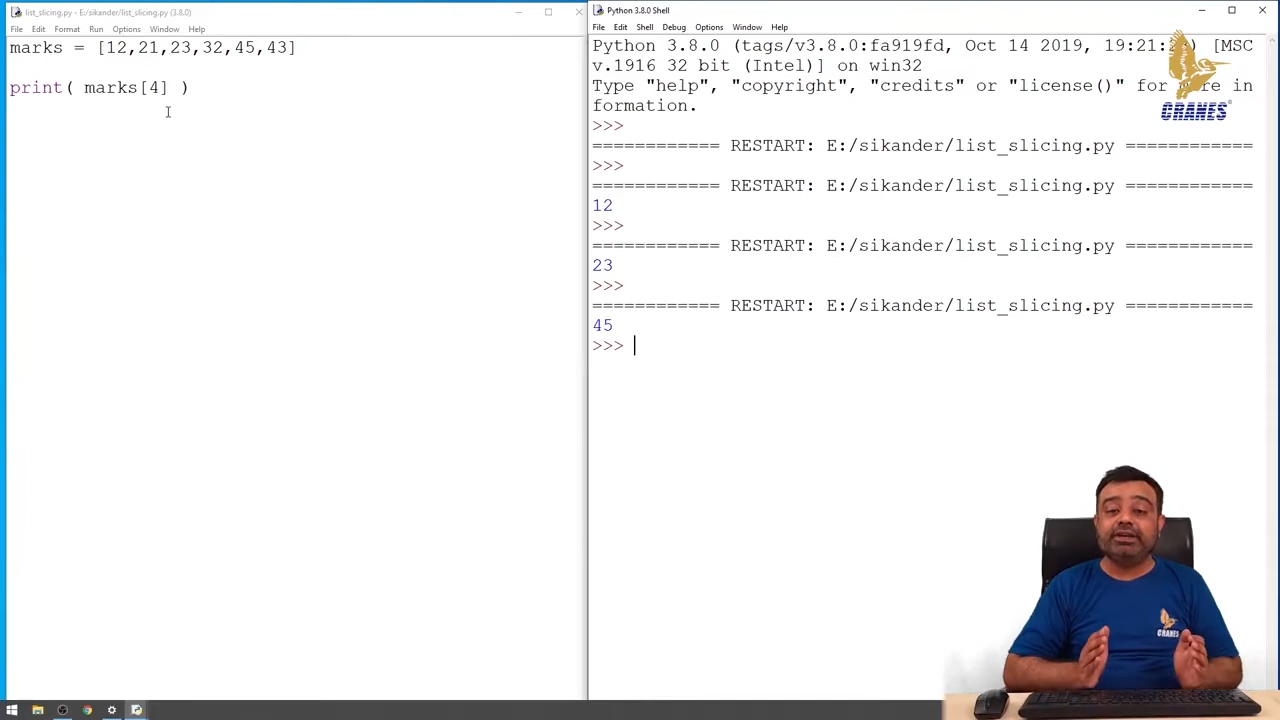 list_slicing.py - E:/sikander/list_slicing.py (3.8.0)
File Edit Format Run Options Window Help
marks = [12,21,23,32,45,43]
print( marks[4] )
Python 3.8.0 Shell
File Edit Shell Debug Options Window Help
Python 3.8.0 (tags/v3.8.0:fa919fd, Oct 14 2019, 19:21: ) [MSC
v.1916 32 bit (Intel)] on win32
Type "help", "copyright", "credits" or "license()" for more in
formation.
>>>
============ RESTART: E:/sikander/list_slicing.py ============
>>>
============ RESTART: E:/sikander/list_slicing.py ============
12
>>>
============ RESTART: E:/sikander/list_slicing.py ============
23
>>>
============ RESTART: E:/sikander/list_slicing.py ============
45
>>>
CRANES
CRANES